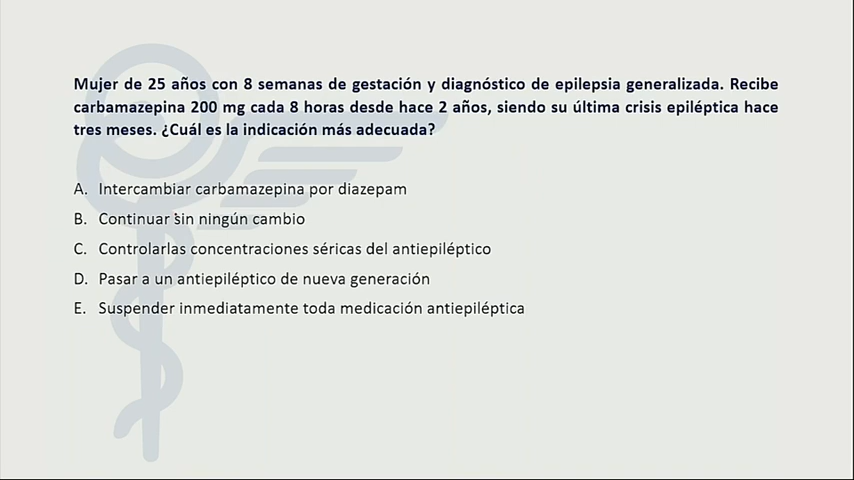 Mujer de 25 años con 8 semanas de gestación y diagnóstico de epilepsia generalizada. Recibe
carbamazepina 200 mg cada 8 horas desde hace 2 años, siendo su última crisis epiléptica hace
tres meses. ¿Cuál es la indicación más adecuada?
A. Intercambiar carbamazepina por diazepam
B. Continuar sin ningún cambio
C. Controlarlas concentraciones séricas del antiepiléptico
D. Pasar a un antiepiléptico de nueva generación
E. Suspender inmediatamente toda medicación antiepiléptica